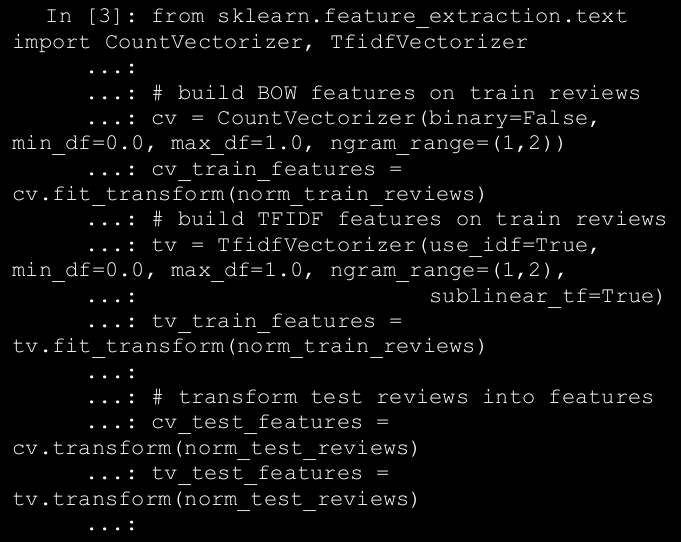 In [3]: from sklearn.feature_extraction.text
import CountVectorizer, TfidfVectorizer
...:
...: # build BOW features on train reviews
...: cv = CountVectorizer(binary=False,
min_df=0.0, max_df=1.0, ngram_range=(1,2))
...: cv_train_features =
cv.fit_transform(norm_train_reviews)
...: # build TFIDF features on train reviews
...: tv = TfidfVectorizer(use_idf=True,
min_df=0.0, max_df=1.0, ngram_range=(1,2),
...: sublinear_tf=True)
...: tv_train_features =
tv.fit_transform(norm_train_reviews)
...:
...: # transform test reviews into features
...: cv_test_features =
cv.transform(norm_test_reviews)
...: tv_test_features =
tv.transform(norm_test_reviews)
...: